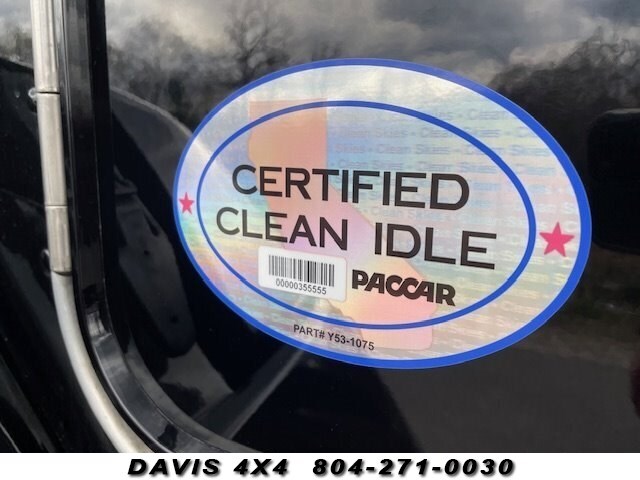 CERTIFIED
CLEAN IDLE
00000355555
PACCAR
PART# Y53-1075
DAVIS 4X4 804-271-0030